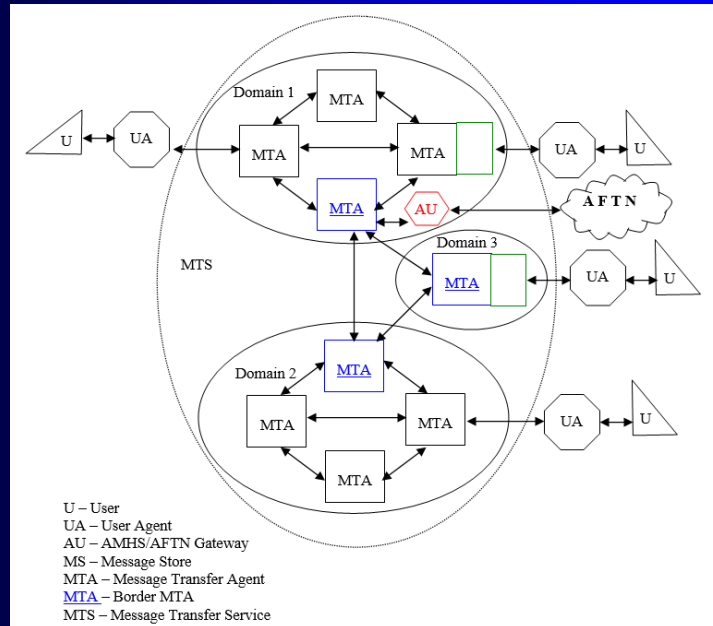 Domain 1
MTA
U
UA
MTA
MTA
UA
U
MTA
AU
A F T N
Domain 3
MTS
MTA
UA
U
MTA
Domain 2
MTA
MTA
UA
U
MTA
U – User
UA – User Agent
AU – AMHS/AFTN Gateway
MS – Message Store
MTA – Message Transfer Agent
MTA – Border MTA
MTS – Message Transfer Service